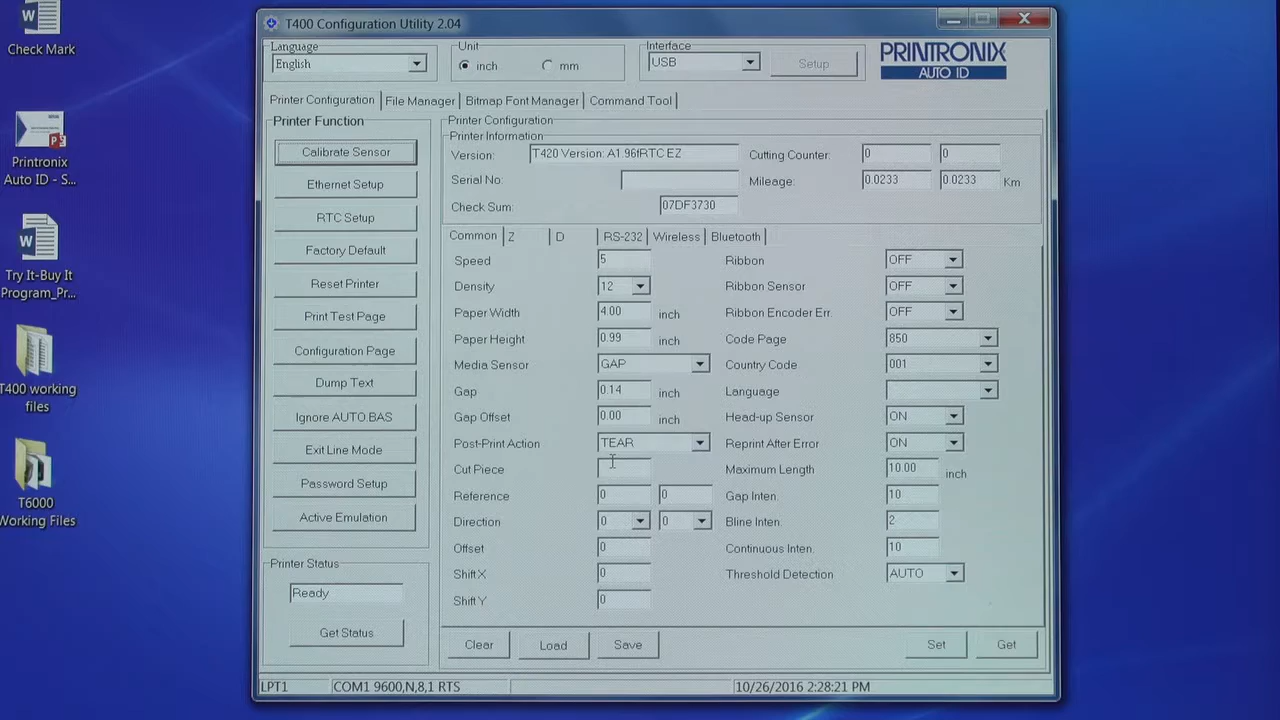 Check Mark
Printronix
Auto ID - S...
Try It-Buy It
Program_Pr...
T400 working
files
T6000
Working Files
T400 Configuration Utility 2.04
Language
English
Unit
inch
mm
Interface
USB
Setup
PRINTRONIX
AUTO ID
Printer Configuration
File Manager
Bitmap Font Manager
Command Tool
Printer Function
Calibrate Sensor
Ethernet Setup
RTC Setup
Factory Default
Reset Printer
Print Test Page
Configuration Page
Dump Text
Ignore AUTO.BAS
Exit Line Mode
Password Setup
Active Emulation
Printer Status
Ready
Get Status
Printer Configuration
Printer Information
Version: T420 Version: A1.96fRTC EZ
Cutting Counter: 0 0
Serial No:
Mileage: 0.0233 0.0233 Km
Check Sum: 07DF3730
Common Z D RS-232 Wireless Bluetooth
Speed 5
Density 12
Paper Width 4.00 inch
Paper Height 0.99 inch
Media Sensor GAP
Gap 0.14 inch
Gap Offset 0.00 inch
Post-Print Action TEAR
Cut Piece
Reference 0 0
Direction 0 0
Offset 0
Shift X 0
Shift Y 0
Ribbon OFF
Ribbon Sensor OFF
Ribbon Encoder Err. OFF
Code Page 850
Country Code 001
Language
Head-up Sensor ON
Reprint After Error ON
Maximum Length 10.00 inch
Gap Inten. 10
Bline Inten. 2
Continuous Inten. 10
Threshold Detection AUTO
Clear Load Save Set Get
LPT1 COM1 9600,N,8,1 RTS 10/26/2016 2:28:21 PM